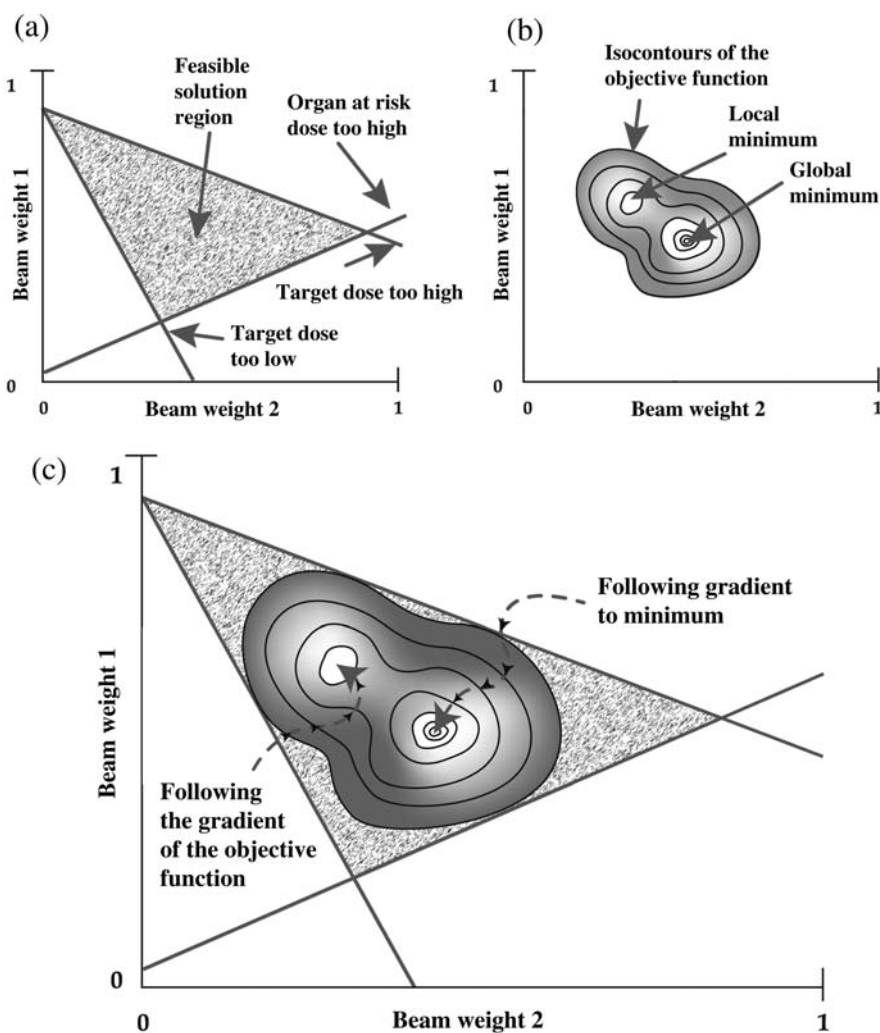 (a)
1
Feasible
solution
region
Organ at risk
dose too high
Beam weight 1
Target dose too high
Target dose
too low
0
0
Beam weight 2
1
(b)
1
Isocontours of the
objective function
Local
minimum
Global
minimum
Beam weight 1
0
0
Beam weight 2
1
(c)
1
Following gradient
to minimum
Beam weight 1
Following
the gradient
of the objective
function
0
0
Beam weight 2
1